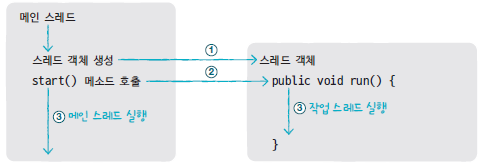 메인 스레드
스레드 객체 생성
①
스레드 객체
start() 메소드 호출
②
public void run() {
③ 메인 스레드 실행
③ 작업 스레드 실행
}